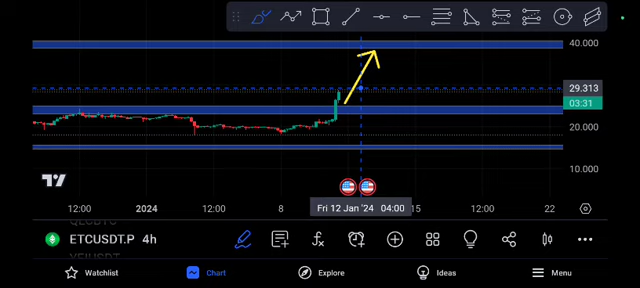 40.000
29.313
03:31
20.000
10.000
12:00 2024 12:00 8 Fri 12 Jan '24 04:00 15 12:00 22
ETCUSDT.P 4h
Watchlist Chart Explore Ideas Menu